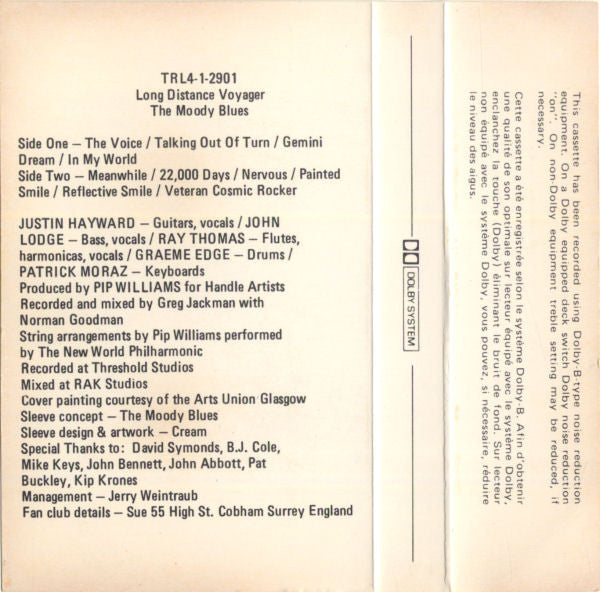 TRL4-1-2901
Long Distance Voyager
The Moody Blues
Side One – The Voice / Talking Out Of Turn / Gemini
Dream / In My World
Side Two – Meanwhile / 22,000 Days / Nervous / Painted
Smile / Reflective Smile / Veteran Cosmic Rocker
JUSTIN HAYWARD – Guitars, vocals / JOHN
LODGE – Bass, vocals / RAY THOMAS – Flutes,
harmonicas, vocals / GRAEME EDGE – Drums /
PATRICK MORAZ – Keyboards
Produced by PIP WILLIAMS for Handle Artists
Recorded and mixed by Greg Jackman with
Norman Goodman
String arrangements by Pip Williams performed
by The New World Philharmonic
Recorded at Threshold Studios
Mixed at RAK Studios
Cover painting courtesy of the Arts Union Glasgow
Sleeve concept – The Moody Blues
Sleeve design & artwork – Cream
Special Thanks to: David Symonds, B.J. Cole,
Mike Keys, John Bennett, John Abbott, Pat
Buckley, Kip Krones
Management – Jerry Weintraub
Fan club details – Sue 55 High St. Cobham Surrey England
DOLBY SYSTEM
This cassette has been recorded using Dolby-B-type noise reduction
equipment. On a Dolby equipped deck switch Dolby noise reduction
"on". On non-Dolby equipment treble setting may be reduced, if
necessary.
Cette cassette a été enregistrée selon le système Dolby-B. Afin d'obtenir
une qualité de son optimale sur lecteur équipé avec le système Dolby,
enclanchez la touche (Dolby) éliminant le bruit de fond. Sur lecteur
non équipé avec le système Dolby, vous pouvez, si nécessaire, réduire
le niveau des aigus.